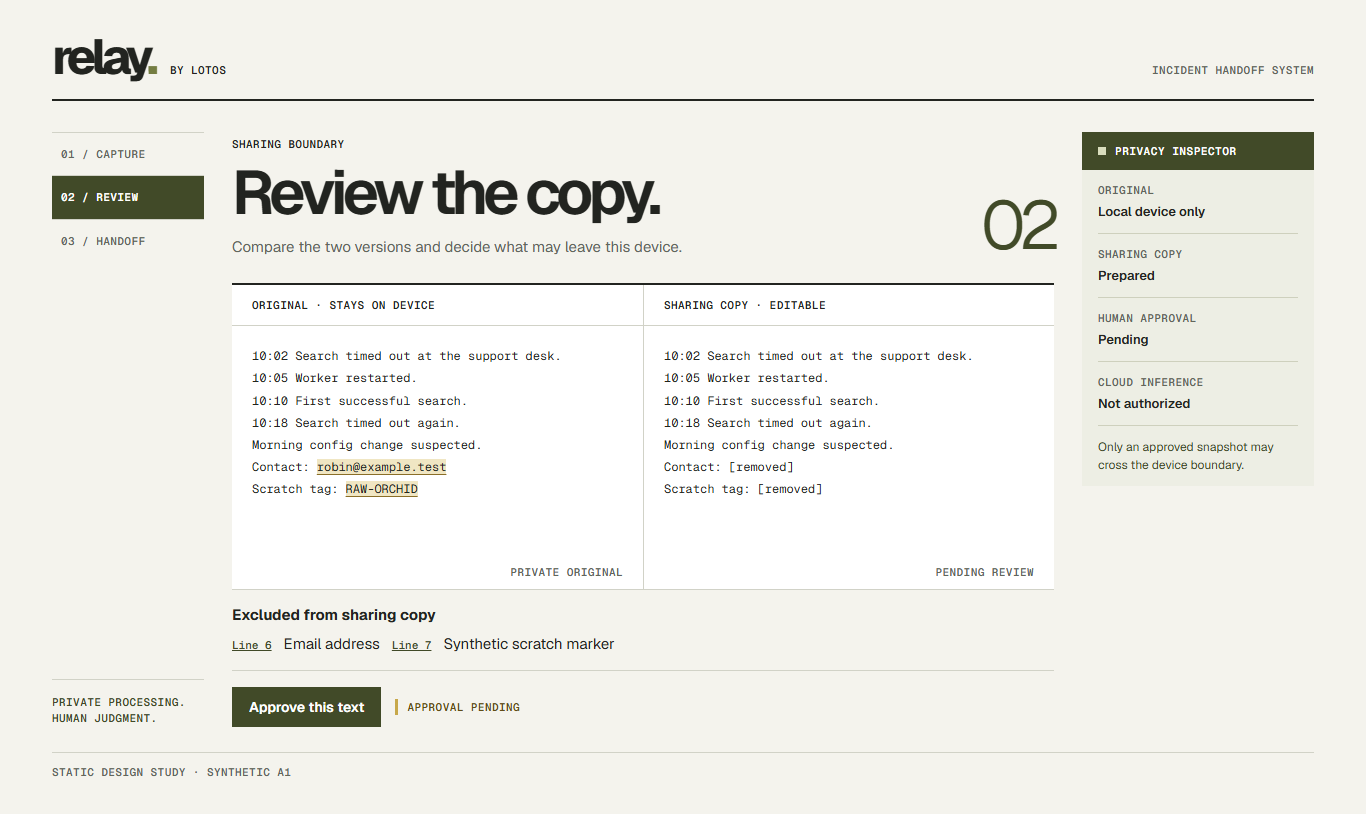 relay. BY LOTOS
INCIDENT HANDOFF SYSTEM
01 / CAPTURE
02 / REVIEW
03 / HANDOFF
PRIVATE PROCESSING.
HUMAN JUDGMENT.
SHARING BOUNDARY
Review the copy.
Compare the two versions and decide what may leave this device.
02
ORIGINAL · STAYS ON DEVICE
10:02 Search timed out at the support desk.
10:05 Worker restarted.
10:10 First successful search.
10:18 Search timed out again.
Morning config change suspected.
Contact: robin@example.test
Scratch tag: RAW-ORCHID
PRIVATE ORIGINAL
SHARING COPY · EDITABLE
10:02 Search timed out at the support desk.
10:05 Worker restarted.
10:10 First successful search.
10:18 Search timed out again.
Morning config change suspected.
Contact: [removed]
Scratch tag: [removed]
PENDING REVIEW
Excluded from sharing copy
Line 6 Email address Line 7 Synthetic scratch marker
Approve this text
APPROVAL PENDING
PRIVACY INSPECTOR
ORIGINAL
Local device only
SHARING COPY
Prepared
HUMAN APPROVAL
Pending
CLOUD INFERENCE
Not authorized
Only an approved snapshot may
cross the device boundary.
STATIC DESIGN STUDY · SYNTHETIC A1